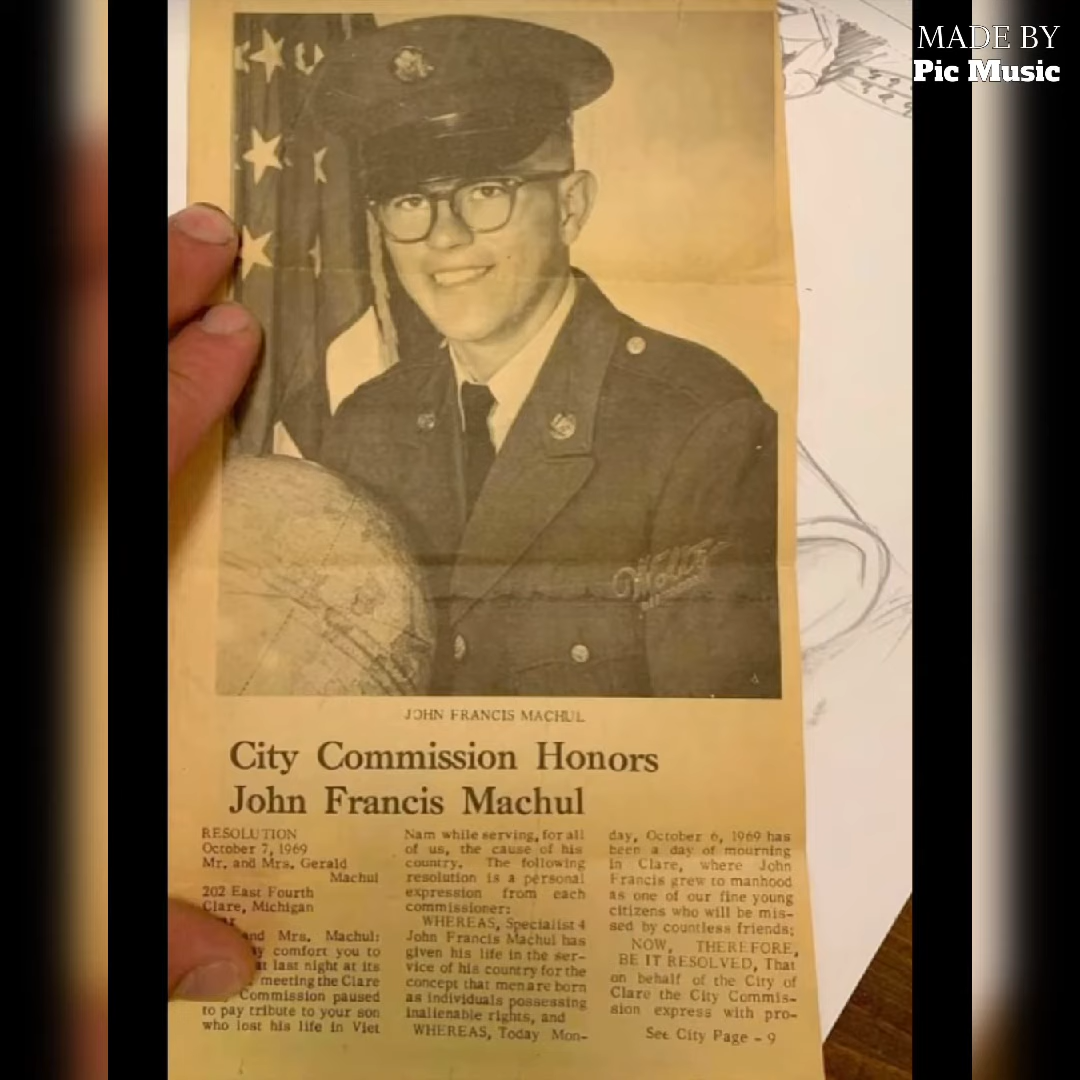 MADE BY
Pic Music
JOHN FRANCIS MACHUL
City Commission Honors
John Francis Machul
RESOLUTION
October 7, 1969
Mr. and Mrs. Gerald
Machul
202 East Fourth
Clare, Michigan
and Mrs. Machul:
comfort you to
at last night at its
meeting the Clare
Commission paused
to pay tribute to your son
who lost his life in Viet
Nam while serving, for all
of us, the cause of his
country. The following
resolution is a personal
expression from each
commissioner:
WHEREAS, Specialist 4
John Francis Machul has
given his life in the ser-
vice of his country for the
concept that men are born
as individuals possessing
inalienable rights, and
WHEREAS, Today Mon-
day, October 6, 1969 has
been a day of mourning
in Clare, where John
Francis grew to manhood
as one of our fine young
citizens who will be mis-
sed by countless friends;
NOW, THEREFORE,
BE IT RESOLVED, That
on behalf of the City of
Clare the City Commis-
sion express with pro-
See City Page - 9